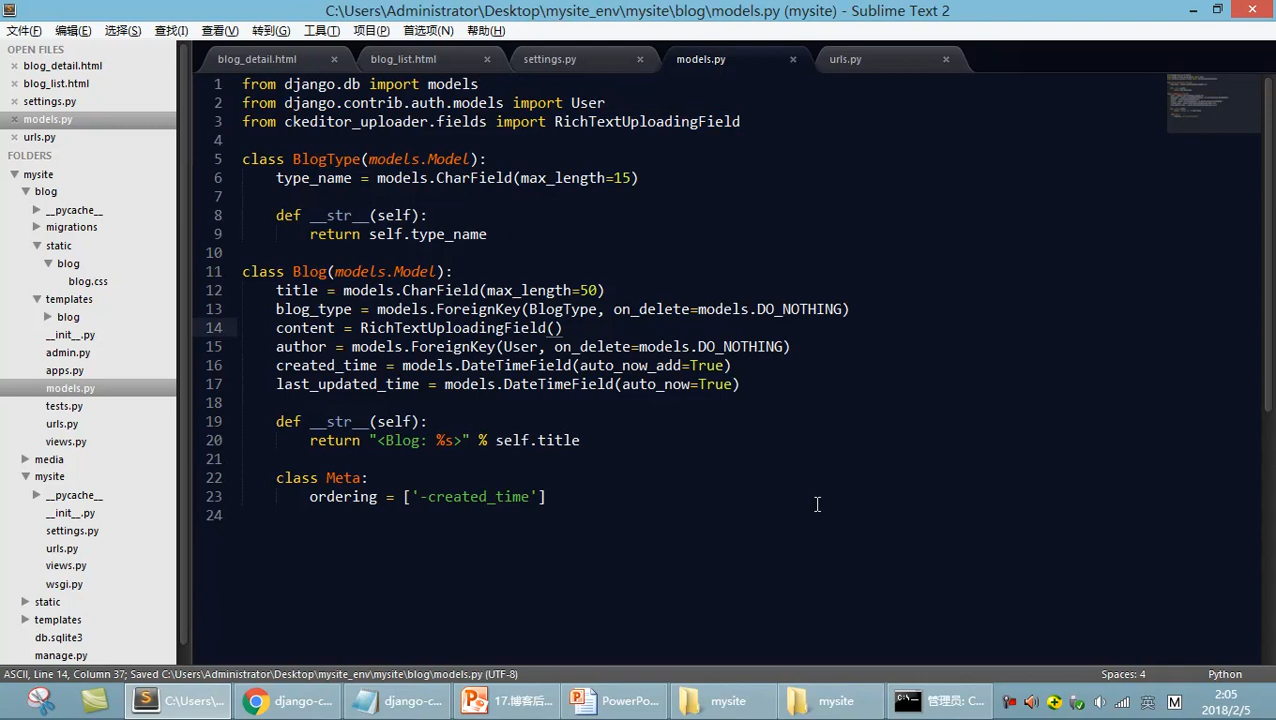 C:\Users\Administrator\Desktop\mysite_env\mysite\blog\models.py (mysite) - Sublime Text 2
文件(F) 编辑(E) 选择(S) 查找(I) 查看(V) 转到(G) 工具(T) 项目(P) 首选项(N) 帮助(H)
OPEN FILES
blog_detail.html
blog_list.html
settings.py
models.py
urls.py
FOLDERS
mysite
blog
__pycache__
migrations
static
blog
blog.css
templates
blog
__init__.py
admin.py
apps.py
models.py
tests.py
urls.py
views.py
media
mysite
__pycache__
__init__.py
settings.py
urls.py
views.py
wsgi.py
static
templates
db.sqlite3
manage.py
blog_detail.html × blog_list.html × settings.py × models.py × urls.py ×
1 from django.db import models
2 from django.contrib.auth.models import User
3 from ckeditor_uploader.fields import RichTextUploadingField
4
5 class BlogType(models.Model):
6 type_name = models.CharField(max_length=15)
7
8 def __str__(self):
9 return self.type_name
10
11 class Blog(models.Model):
12 title = models.CharField(max_length=50)
13 blog_type = models.ForeignKey(BlogType, on_delete=models.DO_NOTHING)
14 content = RichTextUploadingField()
15 author = models.ForeignKey(User, on_delete=models.DO_NOTHING)
16 created_time = models.DateTimeField(auto_now_add=True)
17 last_updated_time = models.DateTimeField(auto_now=True)
18
19 def __str__(self):
20 return "<Blog: %s>" % self.title
21
22 class Meta:
23 ordering = ['-created_time']
24
ASCII, Line 14, Column 37; Saved C:\Users\Administrator\Desktop\mysite_env\mysite\blog\models.py (UTF-8) Spaces: 4 Python
C:\Users\... django-c... django-c... 17.博客后... PowerPo... mysite mysite 管理员: C... 英 M
2:05
2018/2/5